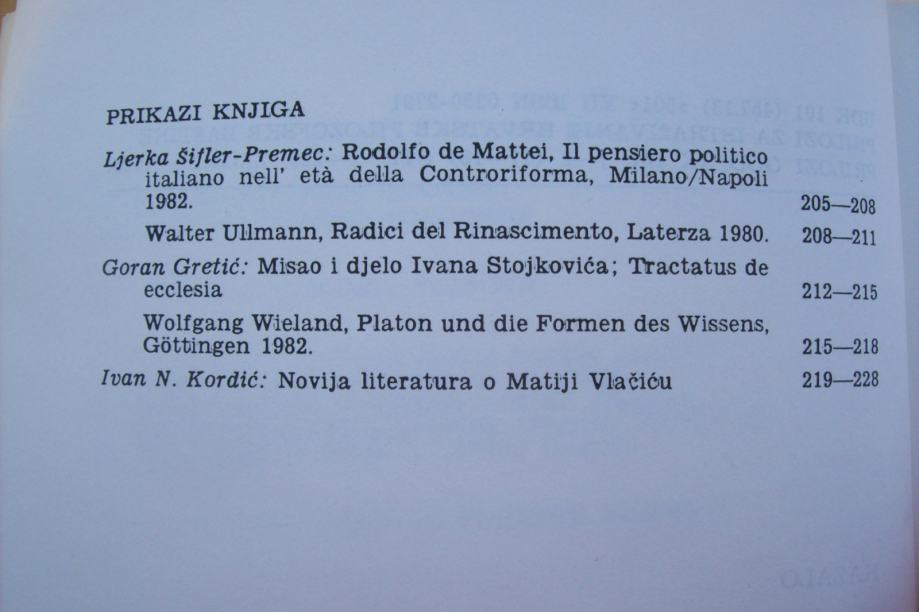 PRIKAZI KNJIGA
Ljerka Šifler-Premec: Rodolfo de Mattei, Il pensiero politico
italiano nell' età della Controriforma, Milano/Napoli
1982. 205—208
Walter Ullmann, Radici del Rinascimento, Laterza 1980. 208—211
Goran Gretić: Misao i djelo Ivana Stojkovića; Tractatus de
ecclesia 212—215
Wolfgang Wieland, Platon und die Formen des Wissens,
Göttingen 1982. 215—218
Ivan N. Kordić: Novija literatura o Matiji Vlačiću 219—228
KAZALO